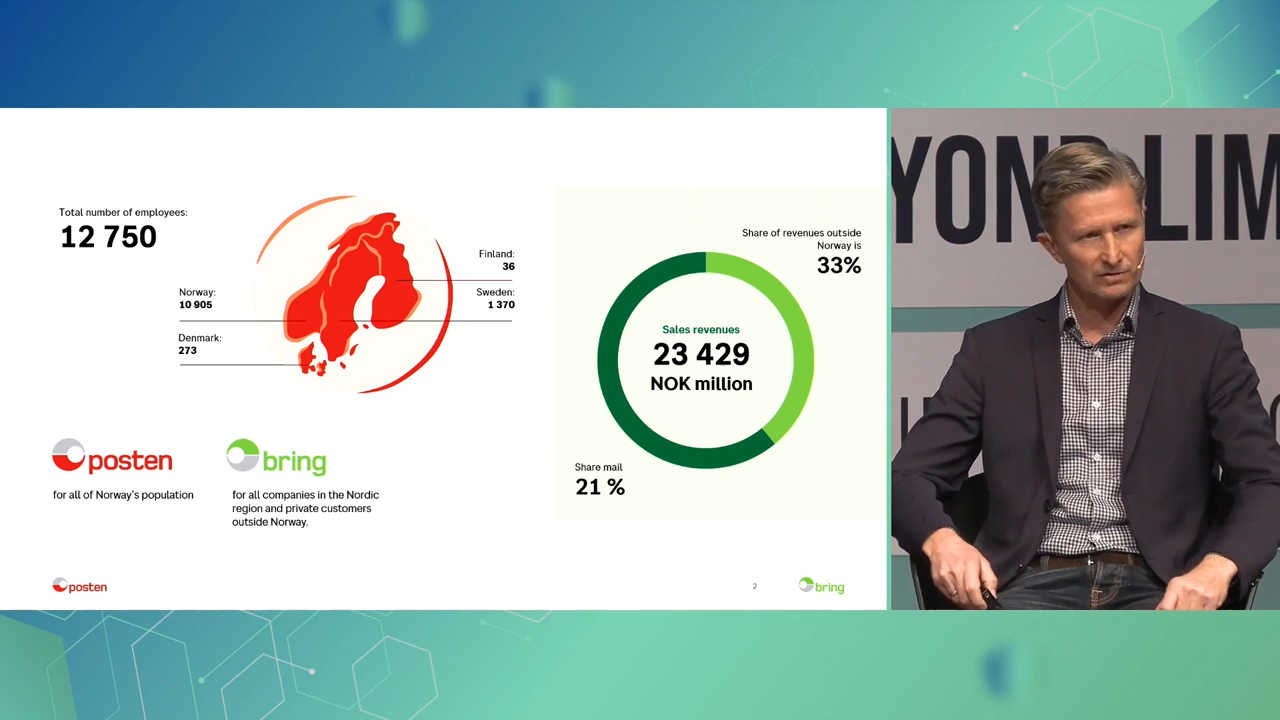 Total number of employees:
12 750
Finland:
36
Norway:
10 905
Sweden:
1 370
Denmark:
273
posten
for all of Norway's population
bring
for all companies in the Nordic
region and private customers
outside Norway.
Share of revenues outside
Norway is
33%
Sales revenues
23 429
NOK million
Share mail
21 %
posten
2
bring
YOND LIM